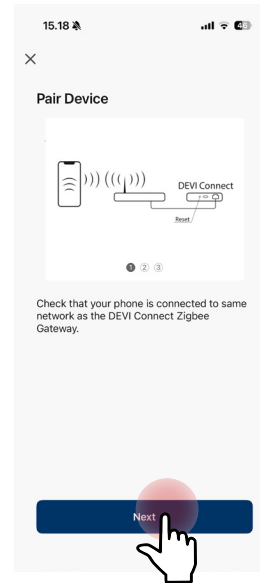 15.18
48
Pair Device
DEVI Connect
Reset
1 2 3
Check that your phone is connected to same
network as the DEVI Connect Zigbee
Gateway.
Next